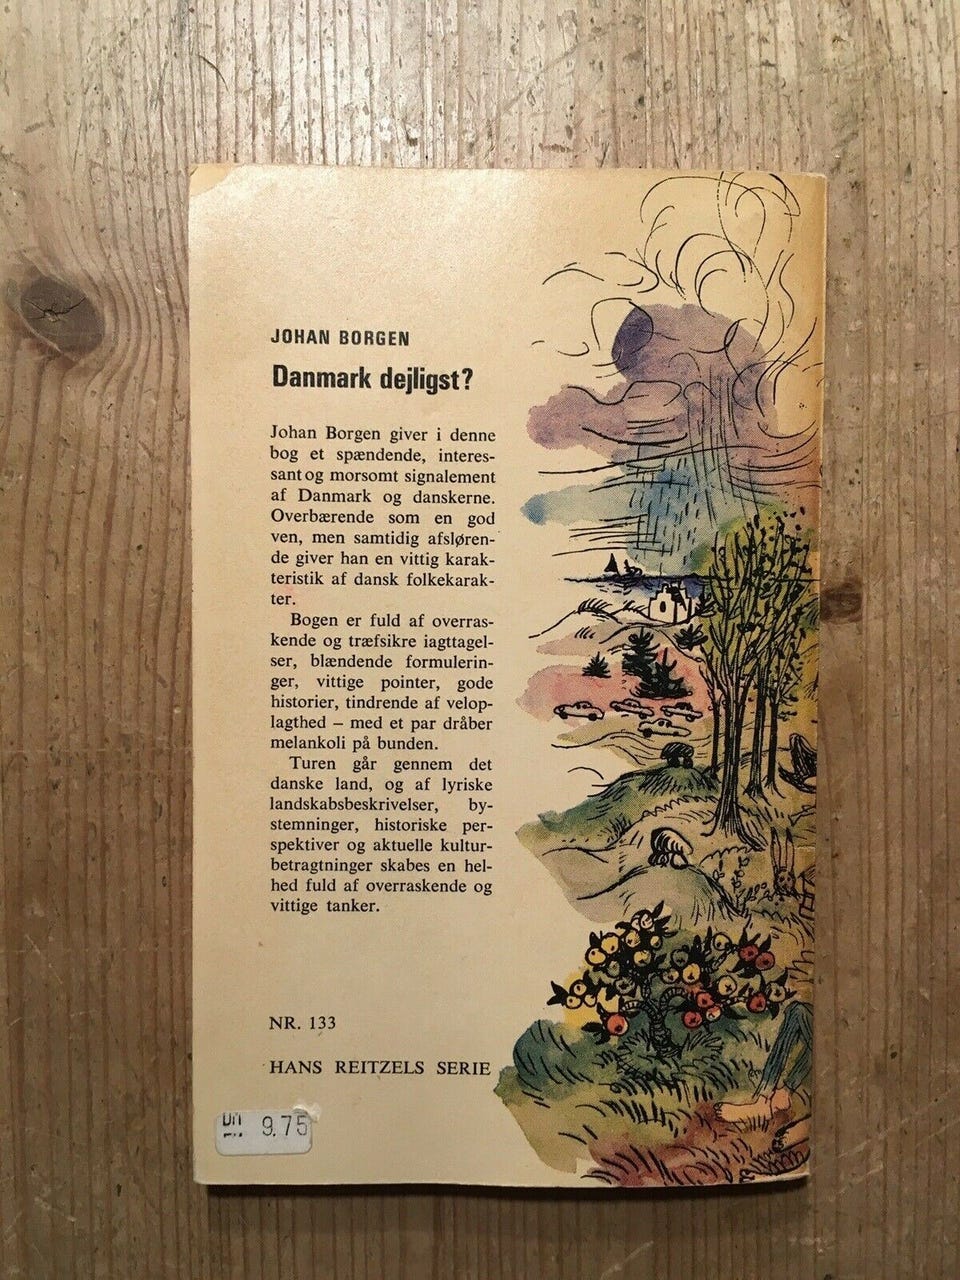 JOHAN BORGEN
Danmark dejligst?
Johan Borgen giver i denne
bog et spændende, interes-
sant og morsomt signalement
af Danmark og danskerne.
Overbærende som en god
ven, men samtidig afsløren-
de giver han en vittig karak-
teristik af dansk folkekarak-
ter.
Bogen er fuld af overras-
kende og træfsikre iagttagel-
ser, blændende formulerin-
ger, vittige pointer, gode
historier, tindrende af velop-
lagthed – med et par dråber
melankoli på bunden.
Turen går gennem det
danske land, og af lyriske
landskabsbeskrivelser, by-
stemninger, historiske per-
spektiver og aktuelle kultur-
betragtninger skabes en hel-
hed fuld af overraskende og
vittige tanker.
NR. 133
HANS REITZELS SERIE
9.75